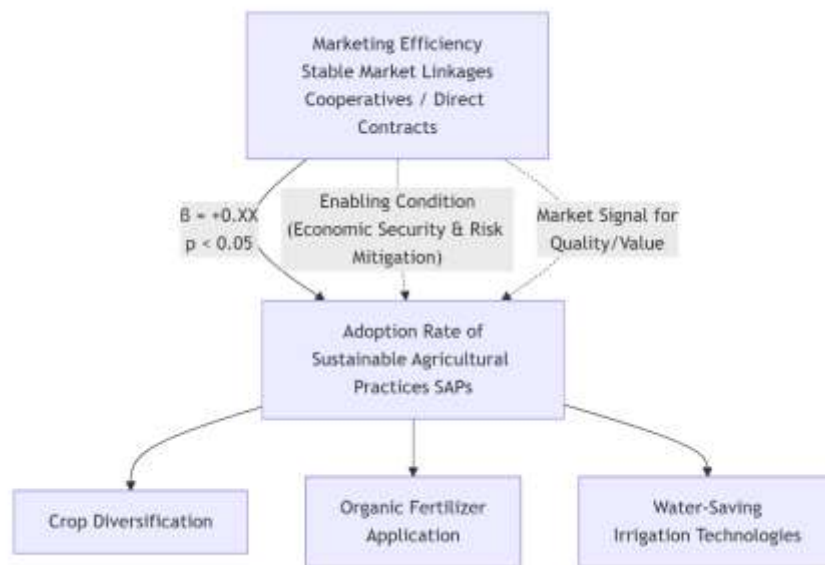 Marketing Efficiency
Stable Market Linkages
Cooperatives / Direct
Contracts
ß = +0.XX
p < 0.05
Enabling Condition
(Economic Security & Risk
Mitigation)
Market Signal for
Quality/Value
Adoption Rate of
Sustainable Agricultural
Practices SAPs
Crop Diversification
Organic Fertilizer
Application
Water-Saving
Irrigation Technologies